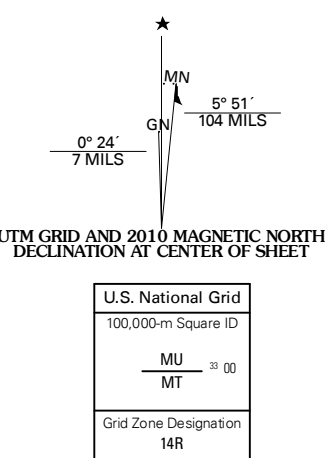 ★
MN
5° 51´
104 MILS
GN
0° 24´
7 MILS
UTM GRID AND 2010 MAGNETIC NORTH
DECLINATION AT CENTER OF SHEET
U.S. National Grid
100,000-m Square ID
MU
33 00
MT
Grid Zone Designation
14R